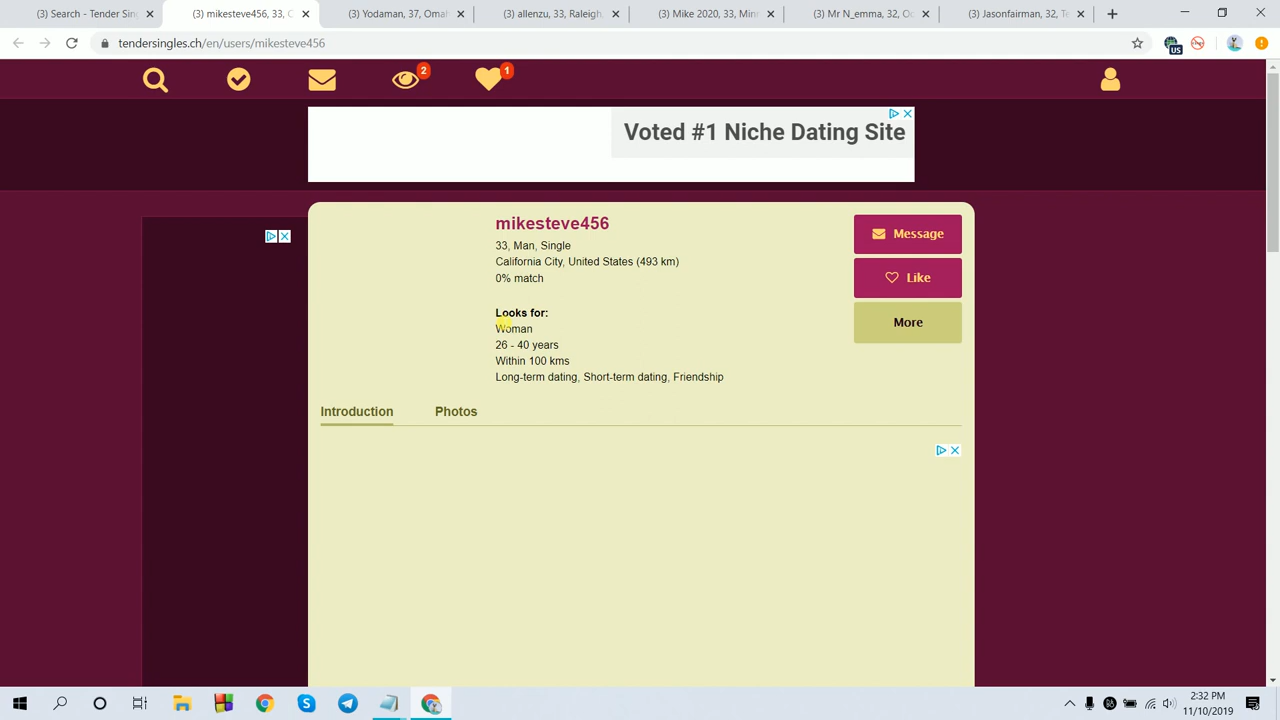 (3) Search - Tender Sin
(3) mikesteve456, 33, C
(3) Yodaman, 37, Omah
(3) allenzu, 33, Raleigh,
(3) Mike 2020, 33, Minn
(3) Mr N_emma, 32, Oc
(3) Jasonfairman, 32, Te
tendersingles.ch/en/users/mikesteve456
US
2
1
Voted #1 Niche Dating Site
mikesteve456
33, Man, Single
California City, United States (493 km)
0% match
Message
Like
More
Looks for:
Woman
26 - 40 years
Within 100 kms
Long-term dating, Short-term dating, Friendship
Introduction
Photos
2:32 PM
11/10/2019